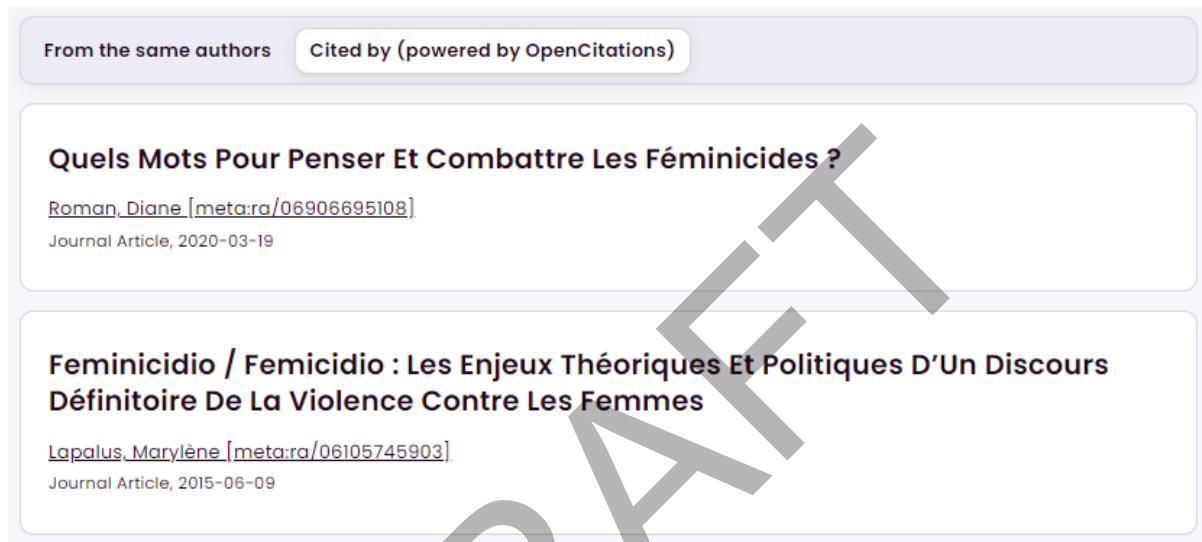 From the same authors
Cited by (powered by OpenCitations)
Quels Mots Pour Penser Et Combattre Les Féminicides ?
Roman, Diane [meta:ra/06906695108]
Journal Article, 2020-03-19
Feminicidio / Femicidio : Les Enjeux Théoriques Et Politiques D’Un Discours
Définitoire De La Violence Contre Les Femmes
Lapalus, Marylène [meta:ra/06105745903]
Journal Article, 2015-06-09